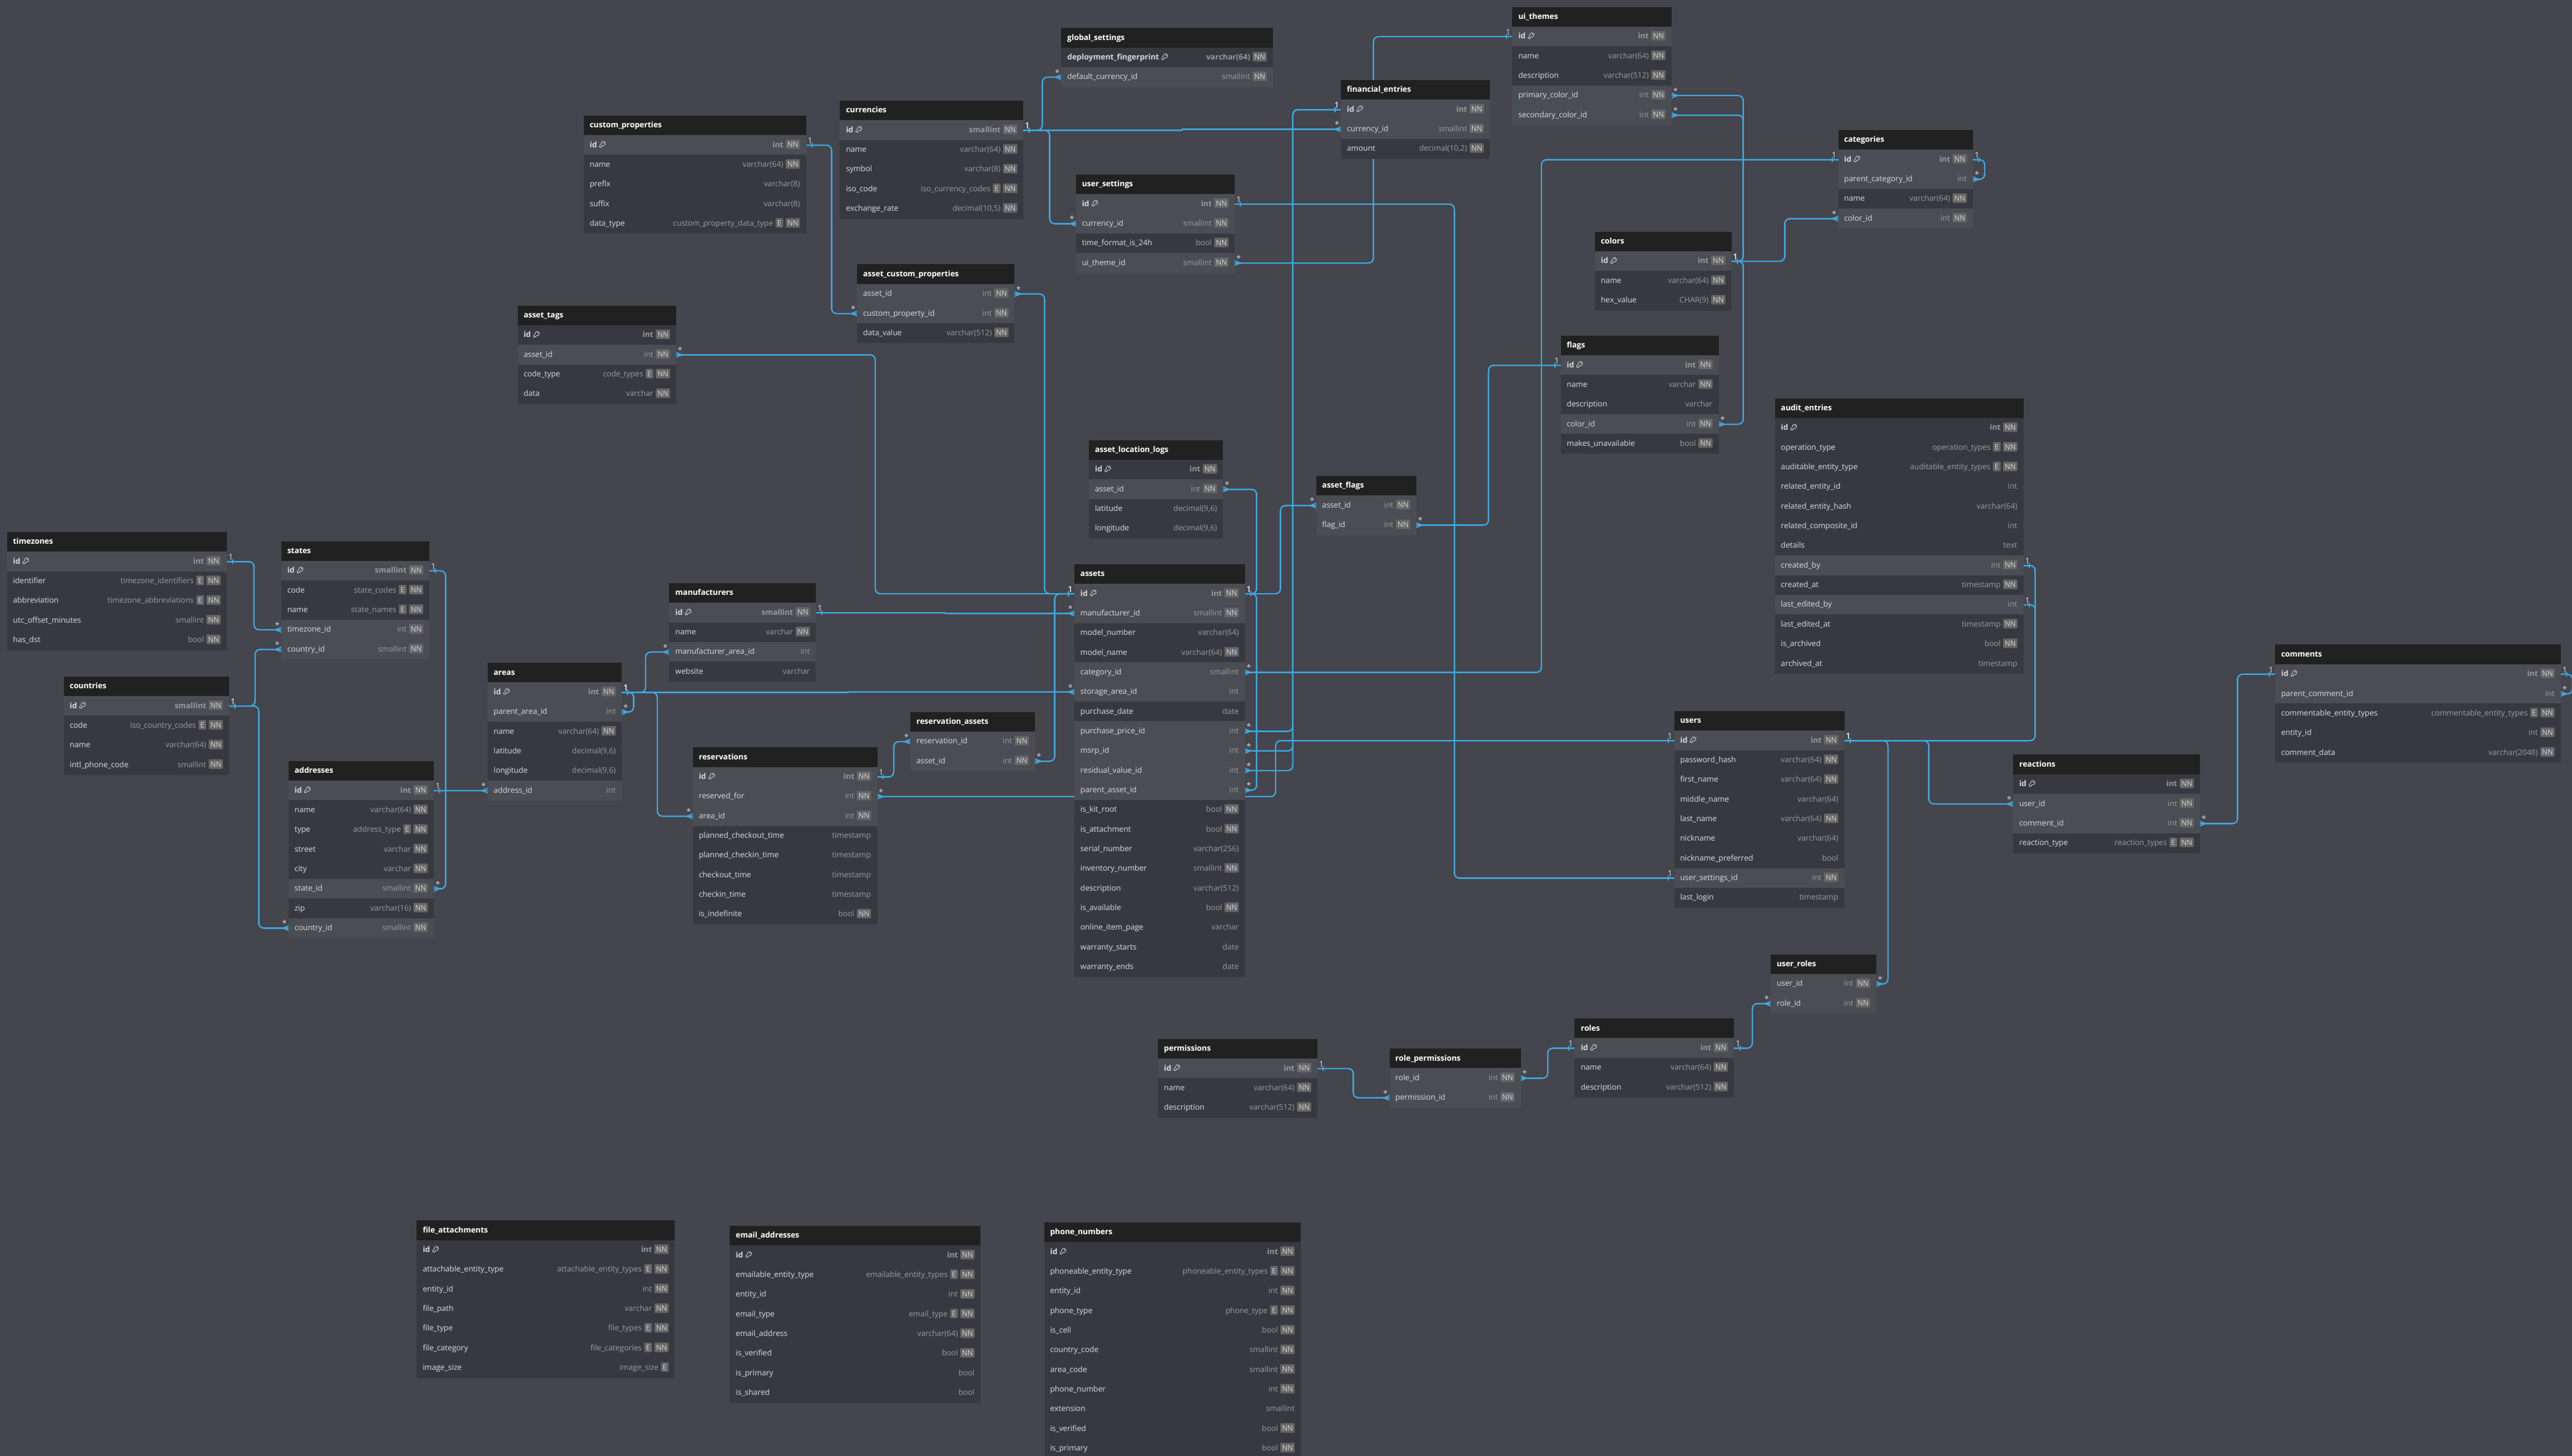 ui_themes
id int NN
name varchar(64) NN
description varchar(512) NN
primary_color_id int NN
secondary_color_id int NN
global_settings
deployment_fingerprint varchar(64) NN
default_currency_id smallint NN
financial_entries
id int NN
currency_id smallint NN
amount decimal(10,2) NN
currencies
id smallint NN
name varchar(64) NN
symbol varchar(8) NN
iso_code iso_currency_codes E NN
exchange_rate decimal(10,5) NN
custom_properties
id int NN
name varchar(64) NN
prefix varchar(8)
suffix varchar(8)
data_type custom_property_data_type E NN
categories
id int NN
parent_category_id int
name varchar(64) NN
color_id int NN
user_settings
id int NN
currency_id smallint NN
time_format_is_24h bool NN
ui_theme_id smallint NN
colors
id int NN
name varchar(64) NN
hex_value CHAR(9) NN
asset_custom_properties
asset_id int NN
custom_property_id int NN
data_value varchar(512) NN
asset_tags
id int NN
asset_id int NN
code_type code_types E NN
data varchar NN
flags
id int NN
name varchar NN
description varchar
color_id int NN
makes_unavailable bool NN
audit_entries
id int NN
operation_type operation_types E NN
auditable_entity_type auditable_entity_types E NN
related_entity_id int
related_entity_hash varchar(64)
related_composite_id int
details text
created_by int NN
created_at timestamp NN
last_edited_by int
last_edited_at timestamp NN
is_archived bool NN
archived_at timestamp
asset_location_logs
id int NN
asset_id int NN
latitude decimal(9,6)
longitude decimal(9,6)
asset_flags
asset_id int NN
flag_id int NN
timezones
id int NN
identifier timezone_identifiers E NN
abbreviation timezone_abbreviations E NN
utc_offset_minutes smallint NN
has_dst bool NN
states
id smallint NN
code state_codes E NN
name state_names E NN
timezone_id int NN
country_id smallint NN
assets
id int NN
manufacturer_id smallint NN
model_number varchar(64)
model_name varchar(64) NN
category_id smallint
storage_area_id int
purchase_date date
purchase_price_id int
msrp_id int
residual_value_id int
parent_asset_id int
is_kit_root bool NN
is_attachment bool NN
serial_number varchar(256)
inventory_number smallint NN
description varchar(512)
is_available bool NN
online_item_page varchar
warranty_starts date
warranty_ends date
manufacturers
id smallint NN
name varchar NN
manufacturer_area_id int
website varchar
comments
id int NN
parent_comment_id int
commentable_entity_types commentable_entity_types E NN
entity_id int NN
comment_data varchar(2048) NN
areas
id int NN
parent_area_id int
name varchar(64) NN
latitude decimal(9,6)
longitude decimal(9,6)
address_id int
countries
id smallint NN
code iso_country_codes E NN
name varchar(64) NN
intl_phone_code smallint NN
reservation_assets
reservation_id int NN
asset_id int NN
users
id int NN
password_hash varchar(64) NN
first_name varchar(64) NN
middle_name varchar(64)
last_name varchar(64) NN
nickname varchar(64)
nickname_preferred bool
user_settings_id int NN
last_login timestamp
reservations
id int NN
reserved_for int NN
area_id int NN
planned_checkout_time timestamp
planned_checkin_time timestamp
checkout_time timestamp
checkin_time timestamp
is_indefinite bool NN
reactions
id int NN
user_id int NN
comment_id int NN
reaction_type reaction_types E NN
addresses
id int NN
name varchar(64) NN
type address_type E NN
street varchar NN
city varchar NN
state_id smallint NN
zip varchar(16) NN
country_id smallint NN
user_roles
user_id int NN
role_id int NN
roles
id int NN
name varchar(64) NN
description varchar(512) NN
permissions
id int NN
name varchar(64) NN
description varchar(512) NN
role_permissions
role_id int NN
permission_id int NN
file_attachments
id int NN
attachable_entity_type attachable_entity_types E NN
entity_id int NN
file_path varchar NN
file_type file_types E NN
file_category file_categories E NN
image_size image_size E
email_addresses
id int NN
emailable_entity_type emailable_entity_types E NN
entity_id int NN
email_type email_type E NN
email_address varchar(64) NN
is_verified bool NN
is_primary bool
is_shared bool
phone_numbers
id int NN
phoneable_entity_type phoneable_entity_types E NN
entity_id int NN
phone_type phone_type E NN
is_cell bool NN
country_code smallint NN
area_code smallint NN
phone_number int NN
extension smallint
is_verified bool NN
is_primary bool NN